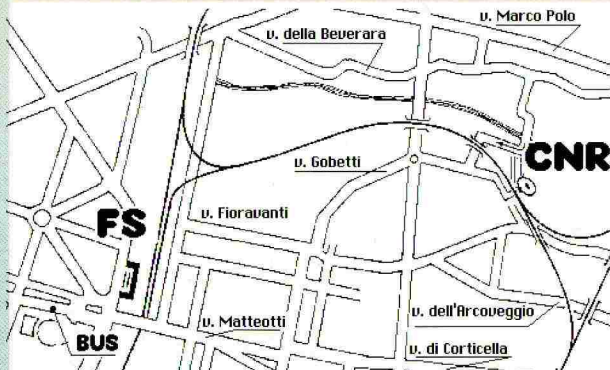 v. Marco Polo
v. della Beverara
CNR
v. Gobetti
FS
v. Fioravanti
v. dell'Arcoveggio
v. Matteotti
BUS
v. di Corticella